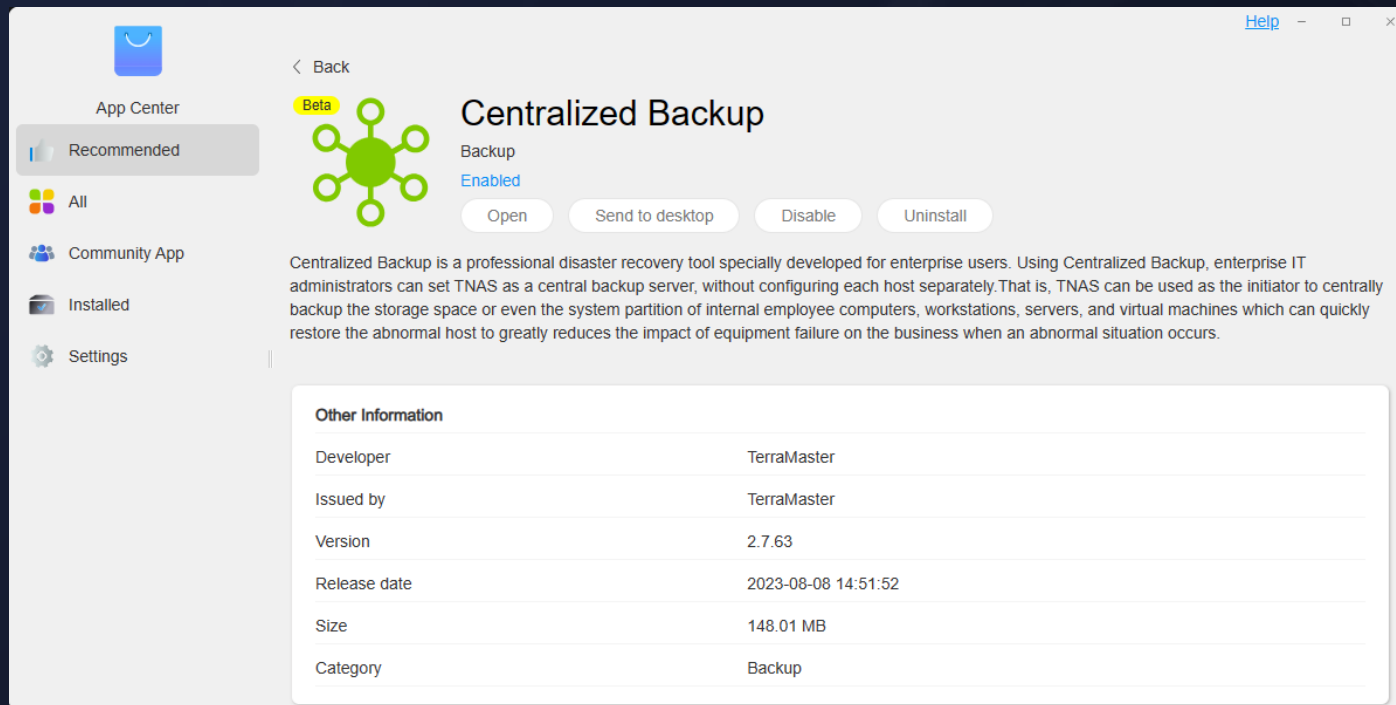 Help
App Center
Recommended
All
Community App
Installed
Settings
Back
Beta
Centralized Backup
Backup
Enabled
Open Send to desktop Disable Uninstall
Centralized Backup is a professional disaster recovery tool specially developed for enterprise users. Using Centralized Backup, enterprise IT
administrators can set TNAS as a central backup server, without configuring each host separately.That is, TNAS can be used as the initiator to centrally
backup the storage space or even the system partition of internal employee computers, workstations, servers, and virtual machines which can quickly
restore the abnormal host to greatly reduces the impact of equipment failure on the business when an abnormal situation occurs.
Other Information
Developer TerraMaster
Issued by TerraMaster
Version 2.7.63
Release date 2023-08-08 14:51:52
Size 148.01 MB
Category Backup